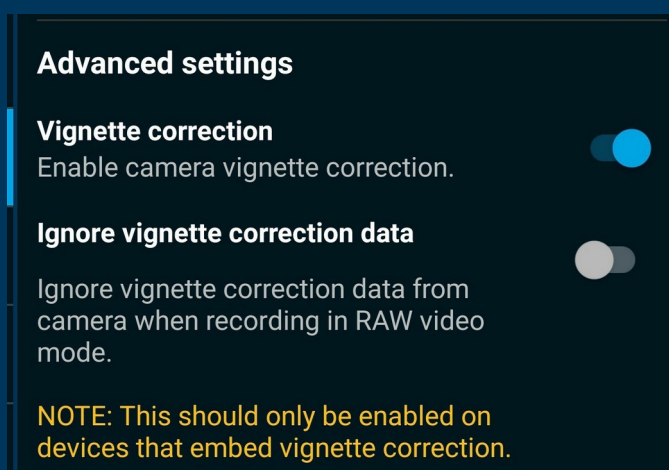 Advanced settings
Vignette correction
Enable camera vignette correction.
Ignore vignette correction data
Ignore vignette correction data from
camera when recording in RAW video
mode.
NOTE: This should only be enabled on
devices that embed vignette correction.